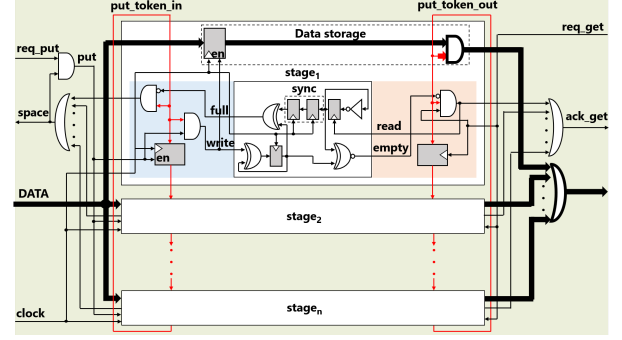 put_token_in
put_token_out
req_put
put
Data storage
req_get
en
stage1
sync
space
full
ack_get
read
write
empty
en
DATA
stage2
clock
stagen